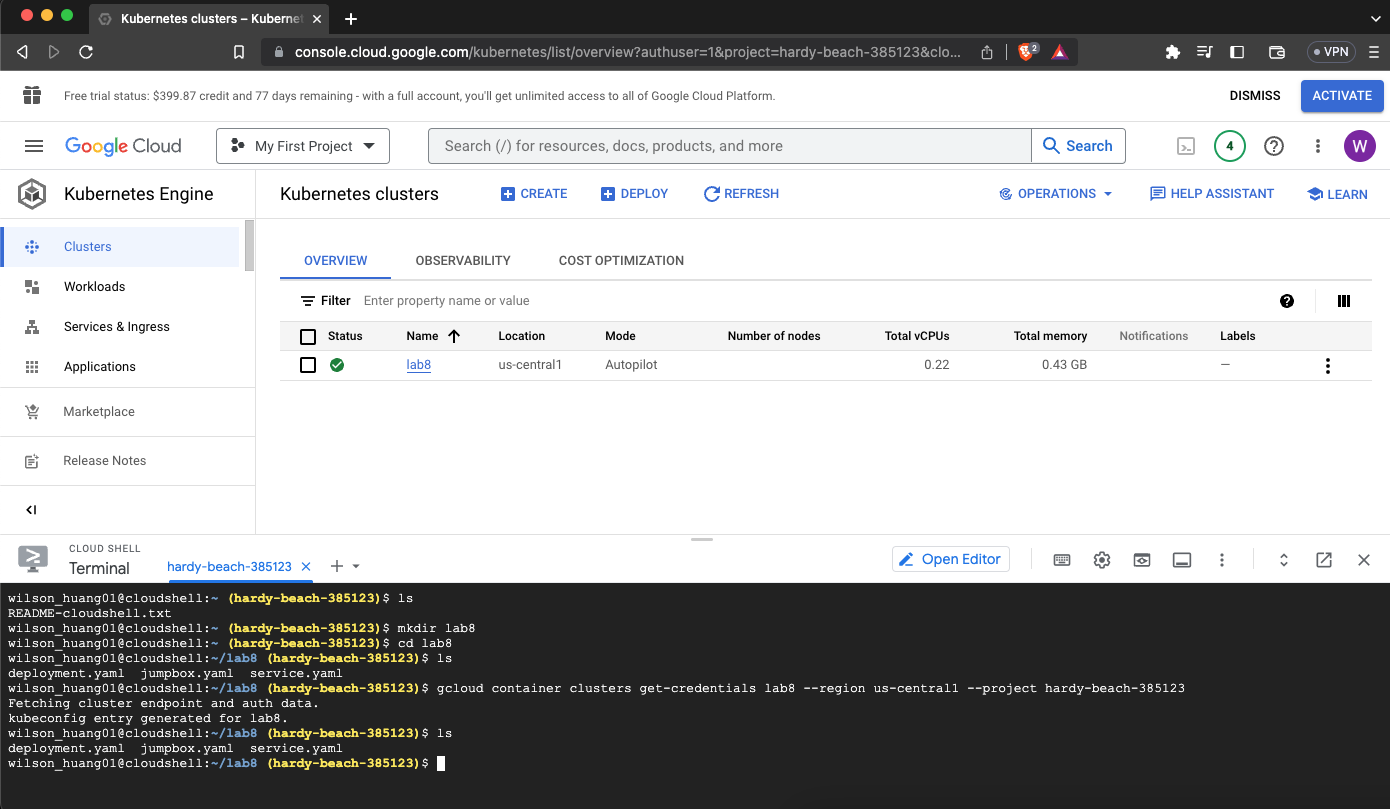 Kubernetes clusters – Kubernet
console.cloud.google.com/kubernetes/list/overview?authuser=1&project=hardy-beach-385123&clo...
2
VPN
Free trial status: $399.87 credit and 77 days remaining - with a full account, you'll get unlimited access to all of Google Cloud Platform.
DISMISS
ACTIVATE
Google Cloud
My First Project
Search (/) for resources, docs, products, and more
Search
4
W
Kubernetes Engine
Kubernetes clusters
CREATE
DEPLOY
REFRESH
OPERATIONS
HELP ASSISTANT
LEARN
Clusters
Workloads
Services & Ingress
Applications
Marketplace
Release Notes
OVERVIEW
OBSERVABILITY
COST OPTIMIZATION
Filter Enter property name or value
Status Name Location Mode Number of nodes Total vCPUs Total memory Notifications Labels
lab8 us-central1 Autopilot 0.22 0.43 GB —
CLOUD SHELL
Terminal
hardy-beach-385123
Open Editor
wilson_huang01@cloudshell:~ (hardy-beach-385123)$ ls
README-cloudshell.txt
wilson_huang01@cloudshell:~ (hardy-beach-385123)$ mkdir lab8
wilson_huang01@cloudshell:~ (hardy-beach-385123)$ cd lab8
wilson_huang01@cloudshell:~/lab8 (hardy-beach-385123)$ ls
deployment.yaml  jumpbox.yaml  service.yaml
wilson_huang01@cloudshell:~/lab8 (hardy-beach-385123)$ gcloud container clusters get-credentials lab8 --region us-central1 --project hardy-beach-385123
Fetching cluster endpoint and auth data.
kubeconfig entry generated for lab8.
wilson_huang01@cloudshell:~/lab8 (hardy-beach-385123)$ ls
deployment.yaml  jumpbox.yaml  service.yaml
wilson_huang01@cloudshell:~/lab8 (hardy-beach-385123)$